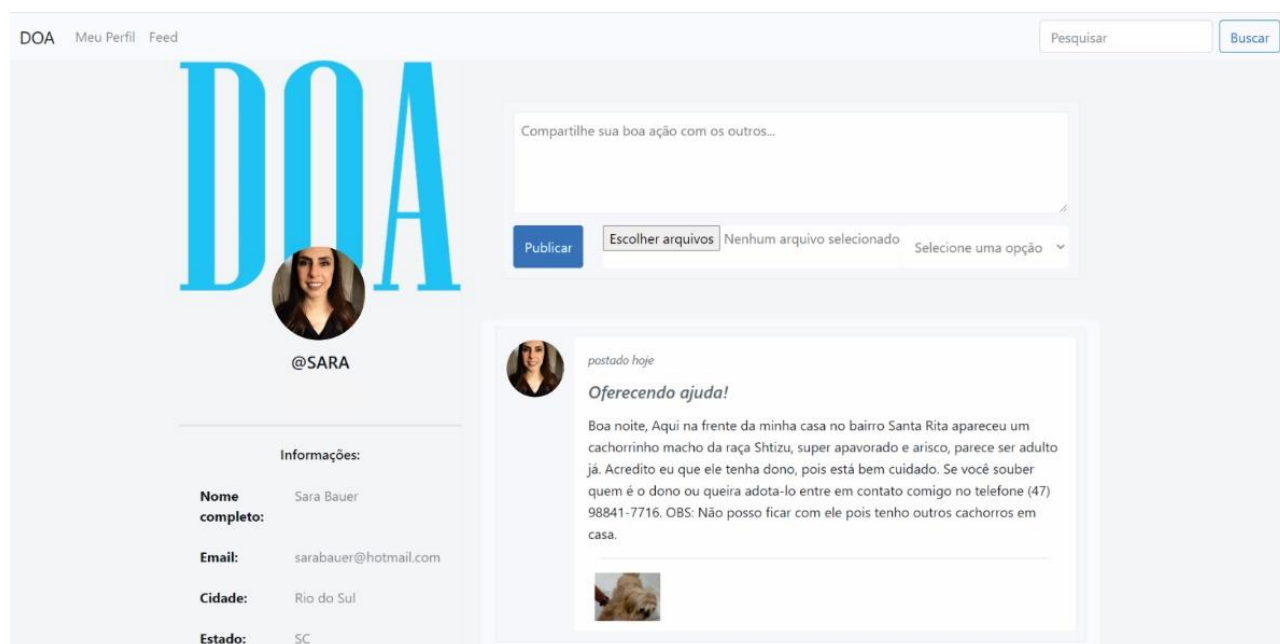 DOA Meu Perfil Feed Pesquisar Buscar
DOA
@SARA
Informações:
Nome completo: Sara Bauer
Email: sarabauer@hotmail.com
Cidade: Rio do Sul
Estado: SC
Compartilhe sua boa ação com os outros...
Publicar Escolher arquivos Nenhum arquivo selecionado Selecione uma opção
postado hoje
Oferecendo ajuda!
Boa noite, Aqui na frente da minha casa no bairro Santa Rita apareceu um
cachorrinho macho da raça Shtizu, super apavorado e arisco, parece ser adulto
já. Acredito eu que ele tenha dono, pois está bem cuidado. Se você souber
quem é o dono ou queira adota-lo entre em contato comigo no telefone (47)
98841-7716. OBS: Não posso ficar com ele pois tenho outros cachorros em
casa.